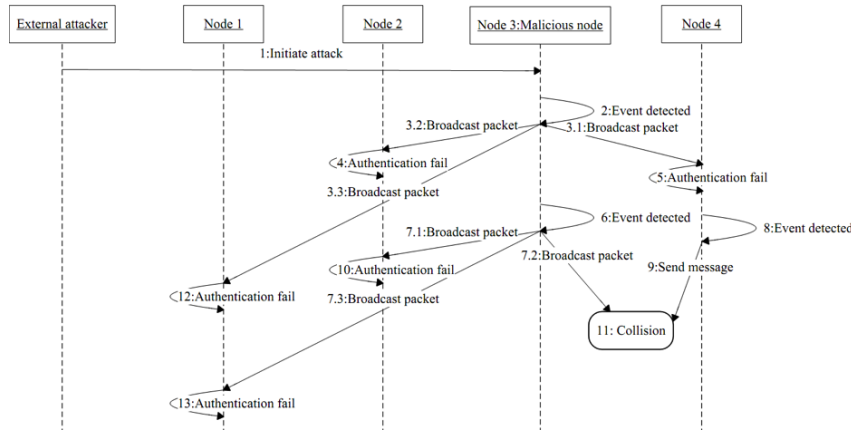 External attacker
Node 1
Node 2
Node 3:Malicious node
Node 4
1:Initiate attack
2:Event detected
3.2:Broadcast packet
3.1:Broadcast packet
4:Authentication fail
5:Authentication fail
3.3:Broadcast packet
6:Event detected
8:Event detected
7.1:Broadcast packet
7.2:Broadcast packet
9:Send message
10:Authentication fail
12:Authentication fail
7.3:Broadcast packet
11: Collision
13:Authentication fail